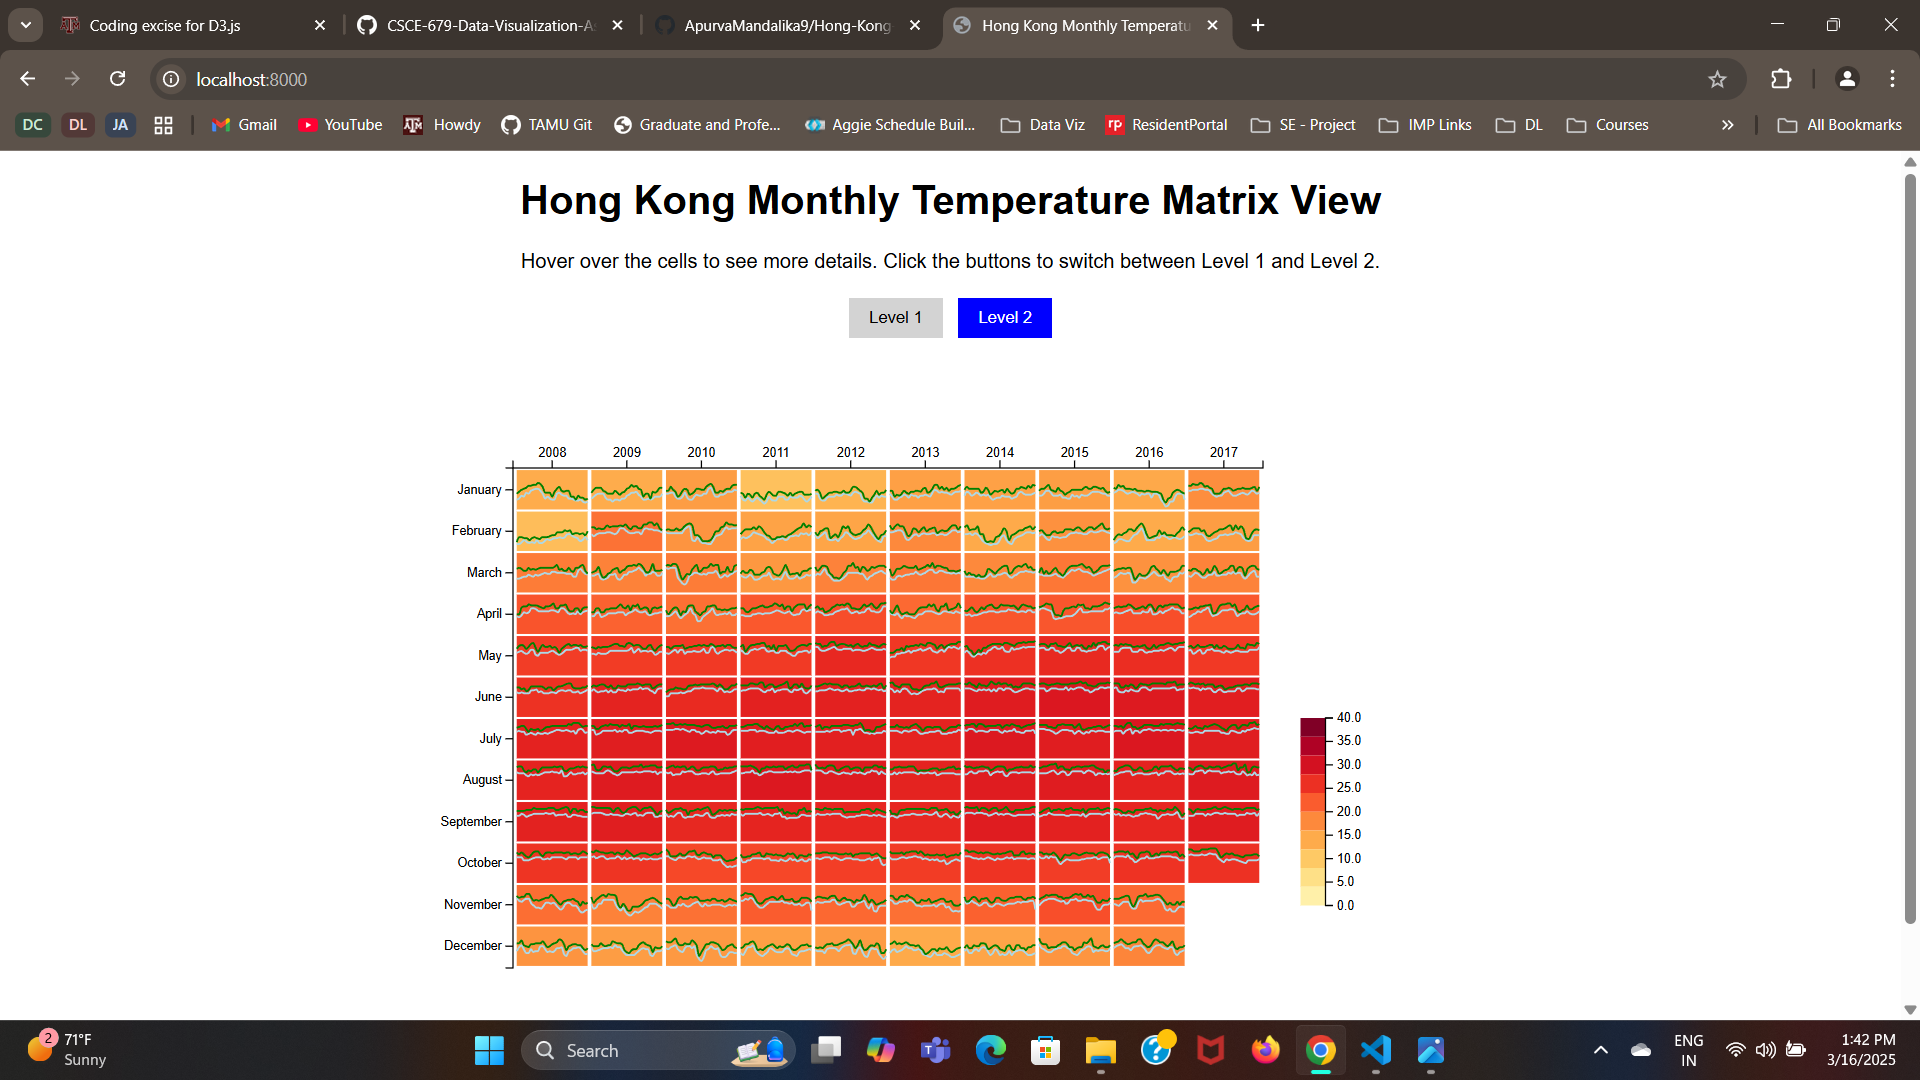 Coding excise for D3.js
CSCE-679-Data-Visualization-As
ApurvaMandalika9/Hong-Kong-
Hong Kong Monthly Temperatu
localhost:8000
DC
DL
JA
Gmail
YouTube
Howdy
TAMU Git
Graduate and Profe...
Aggie Schedule Buil...
Data Viz
rp
ResidentPortal
SE - Project
IMP Links
DL
Courses
»
All Bookmarks
Hong Kong Monthly Temperature Matrix View
Hover over the cells to see more details. Click the buttons to switch between Level 1 and Level 2.
Level 1
Level 2
2008 2009 2010 2011 2012 2013 2014 2015 2016 2017
January
February
March
April
May
June
July
August
September
October
November
December
40.0
35.0
30.0
25.0
20.0
15.0
10.0
5.0
0.0
2
71°F
Sunny
Search
ENG
IN
1:42 PM
3/16/2025